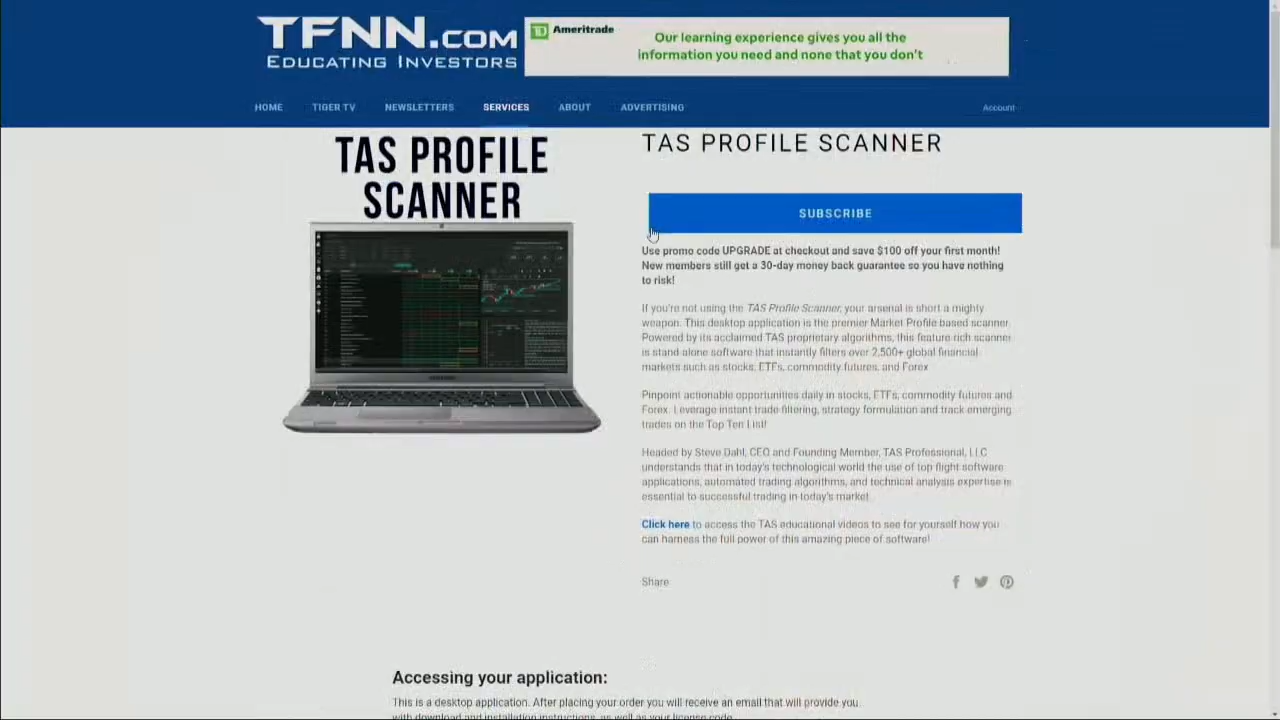 TFNN.COM
EDUCATING INVESTORS
TD Ameritrade
Our learning experience gives you all the
information you need and none that you don't
HOME TIGER TV NEWSLETTERS SERVICES ABOUT ADVERTISING Account
TAS PROFILE
SCANNER
TAS PROFILE SCANNER
SUBSCRIBE
Use promo code UPGRADE at checkout and save $100 off your first month!
New members still get a 30-day money back guarantee so you have nothing
to risk!
If you're not using the TAS Profile Scanner, your arsenal is short a mighty
weapon. This desktop application is the premier Market Profile based scanner.
Powered by its acclaimed TAS proprietary algorithms, this feature rich scanner
is stand alone software that instantly filters over 2,500+ global financial
markets such as stocks, ETFs, commodity futures, and Forex
Pinpoint actionable opportunities daily in stocks, ETFs, commodity futures and
Forex. Leverage instant trade filtering, strategy formulation and track emerging
trades on the Top Ten List!
Headed by Steve Dahl, CEO and Founding Member, TAS Professional, LLC
understands that in today's technological world the use of top flight software
applications, automated trading algorithms, and technical analysis expertise is
essential to successful trading in today's market.
Click here to access the TAS educational videos to see for yourself how you
can harness the full power of this amazing piece of software!
Share
Accessing your application:
This is a desktop application. After placing your order you will receive an email that will provide you
with download and installation instructions, as well as your license code.